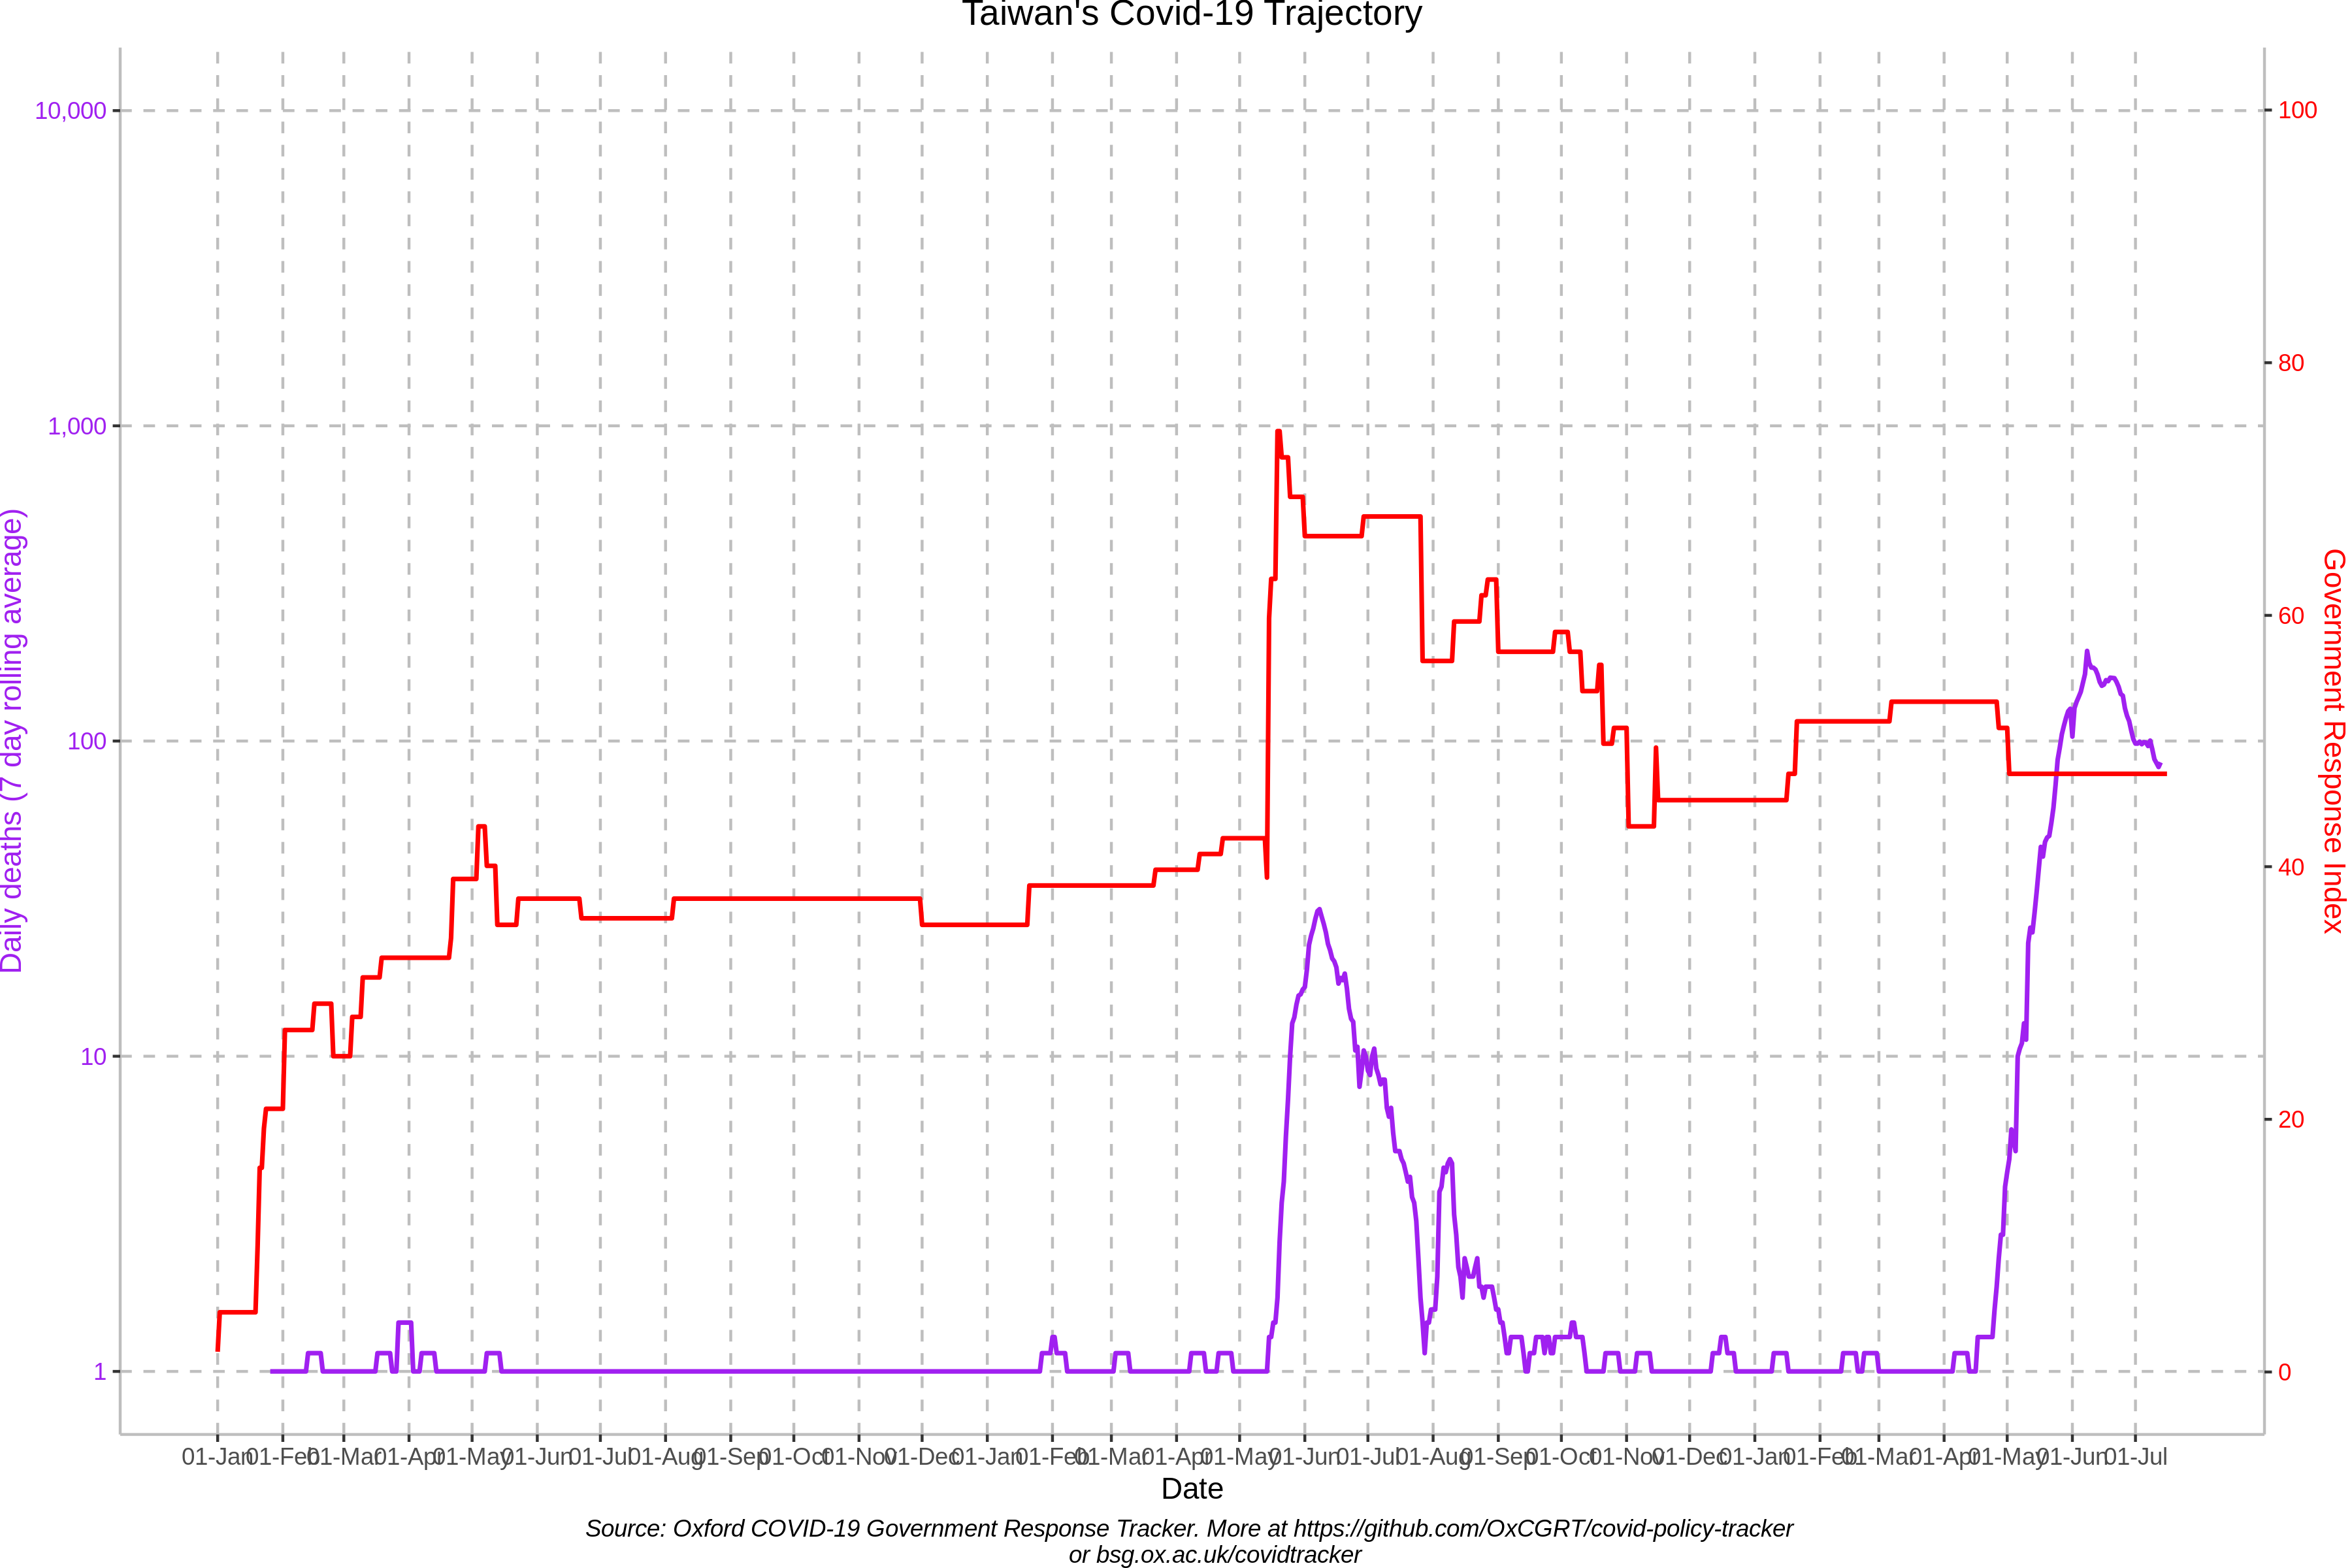 Taiwan's Covid-19 Trajectory
10,000
1,000
100
10
1
Daily deaths (7 day rolling average)
100
80
60
40
20
0
Government Response Index
01-Jan 01-Feb 01-Mar 01-Apr 01-May 01-Jun 01-Jul 01-Aug 01-Sep 01-Oct 01-Nov 01-Dec 01-Jan 01-Feb 01-Mar 01-Apr 01-May 01-Jun 01-Jul 01-Aug 01-Sep 01-Oct 01-Nov 01-Dec 01-Jan 01-Feb 01-Mar 01-Apr 01-May 01-Jun 01-Jul
Date
Source: Oxford COVID-19 Government Response Tracker. More at https://github.com/OxCGRT/covid-policy-tracker
or bsg.ox.ac.uk/covidtracker